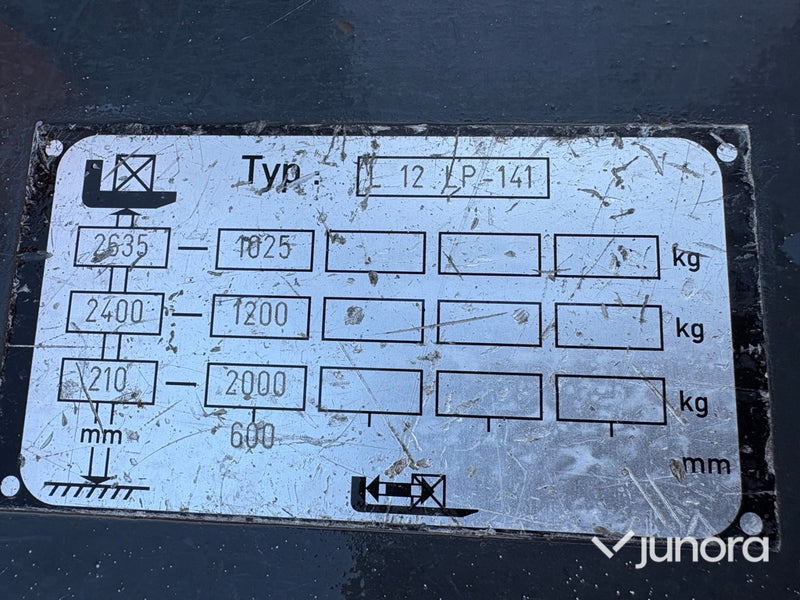 Typ. L 12 LP-141
2635 1025 kg
2400 1200 kg
210 2000 kg
mm 600 mm
junora